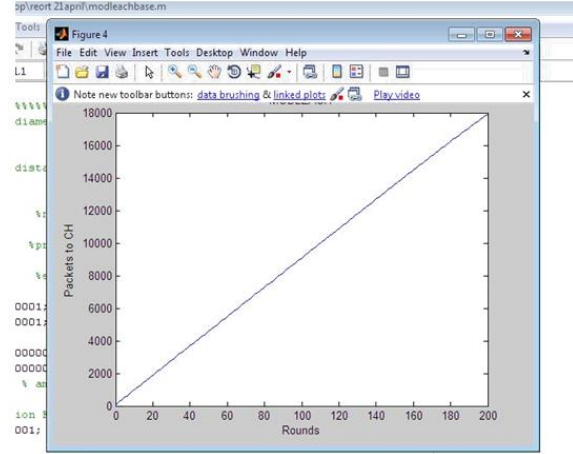 op\reort 21april\modleachbase.m
Tools
Figure 4
File Edit View Insert Tools Desktop Window Help
Note new toolbar buttons: data brushing & linked plots Play video
L1
%%%%%
diame
dista
0001;
0001;
00000
00000
% an
ion
001;
18000
16000
14000
12000
10000
8000
6000
4000
2000
0
Packets to CH
0 20 40 60 80 100 120 140 160 180 200
Rounds